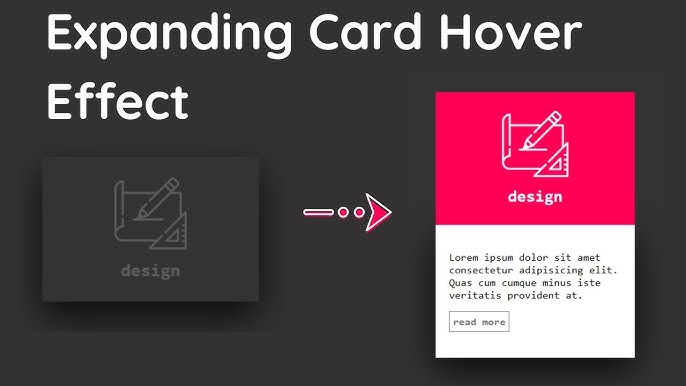 Expanding Card Hover
Effect
design
design
Lorem ipsum dolor sit amet
consectetur adipisicing elit.
Quas cum cumque minus iste
veritatis provident at.
read more